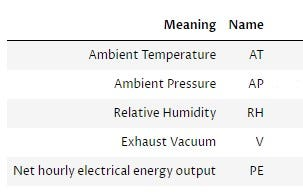 Meaning Name
Ambient Temperature AT
Ambient Pressure AP
Relative Humidity RH
Exhaust Vacuum V
Net hourly electrical energy output PE